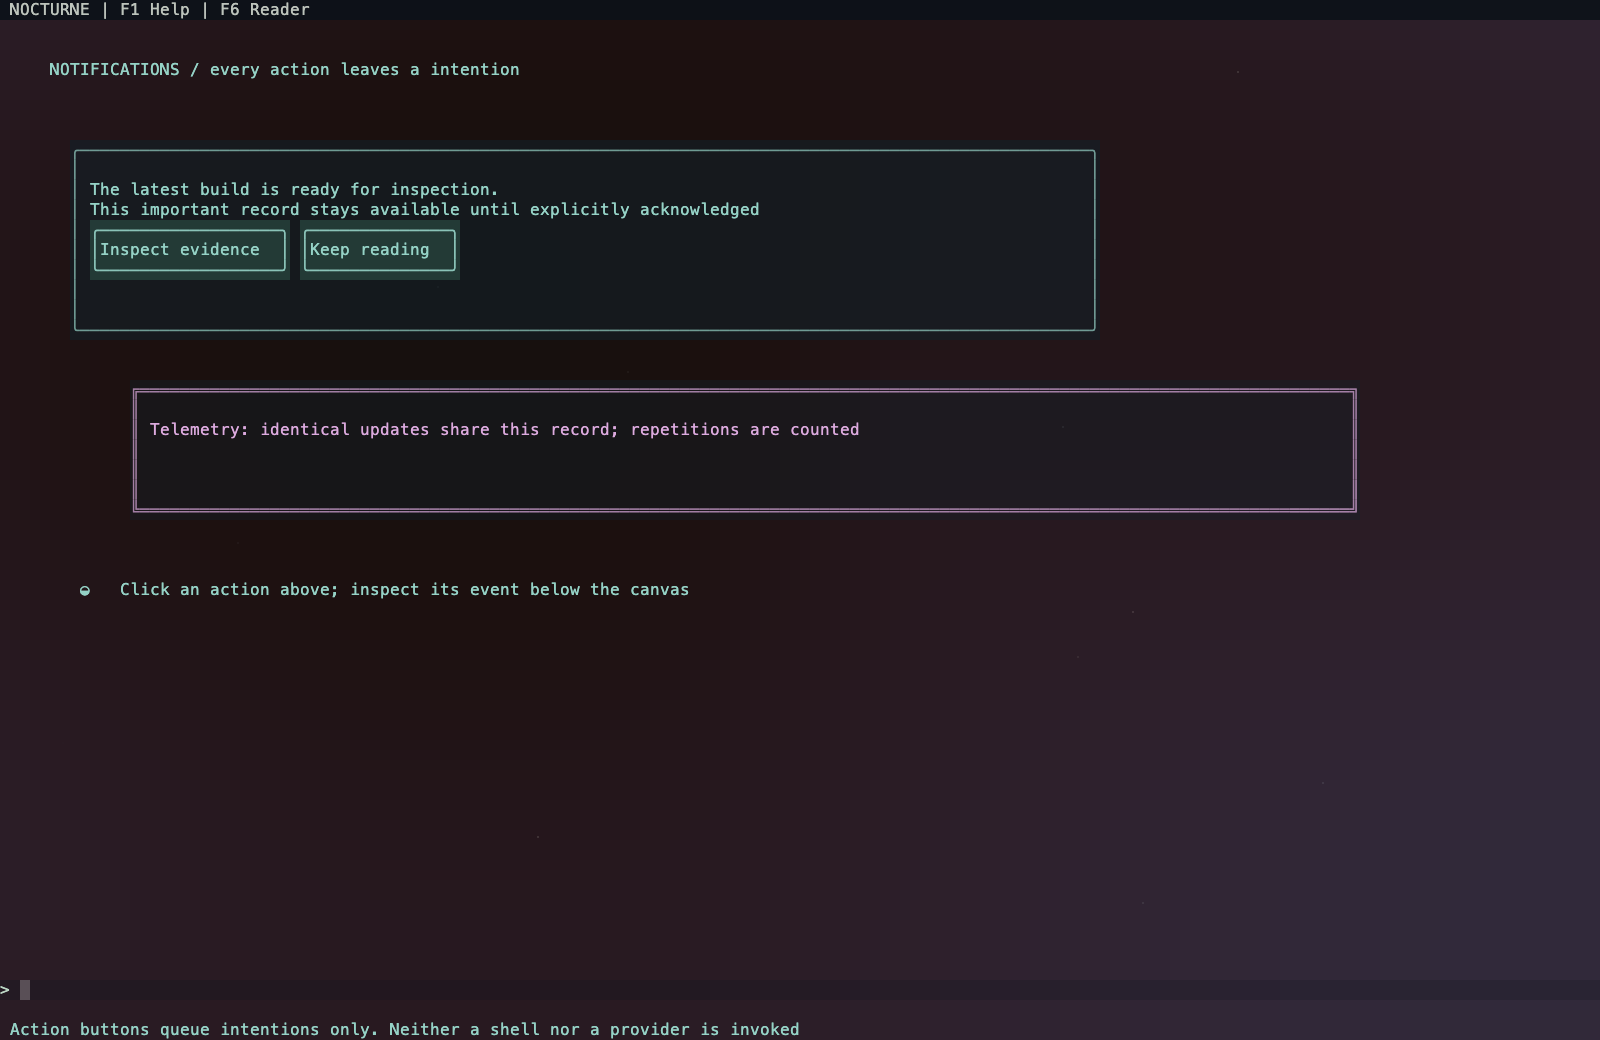 NOCTURNE | F1 Help | F6 Reader
NOTIFICATIONS / every action leaves a intention
The latest build is ready for inspection.
This important record stays available until explicitly acknowledged
Inspect evidence Keep reading
Telemetry: identical updates share this record; repetitions are counted
◒ Click an action above; inspect its event below the canvas
>
Action buttons queue intentions only. Neither a shell nor a provider is invoked